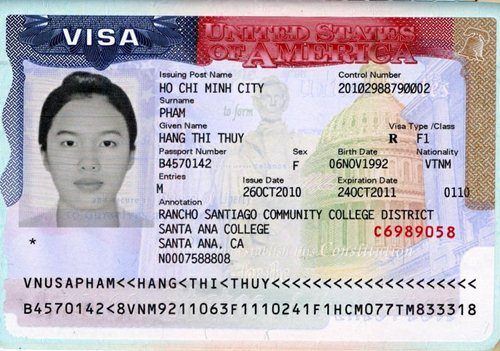 VISA UNITED STATES OF AMERICA
Issuing Post Name Control Number
HO CHI MINH CITY 20102988790002
Surname
PHAM
to form
Given Name Visa Type /Class
HANG THI THUY R F1
Passport Number Sex Birth Date Nationality
B4570142 F 06NOV1992 VTNM
Entries Issue Date Expiration Date
M 26OCT2010 24OCT2011 0110
Annotation
RANCHO SANTIAGO COMMUNITY COLLEGE DISTRICT
SANTA ANA COLLEGE C6989058
* SANTA ANA, CA
Constitution
N0007588808
VNUSAPHAM<<HANG<THI<THUY<<<<<<<<<<<<<<<<<<<<
B4570142<8VNM9211063F1110241F1HCM077TM833318